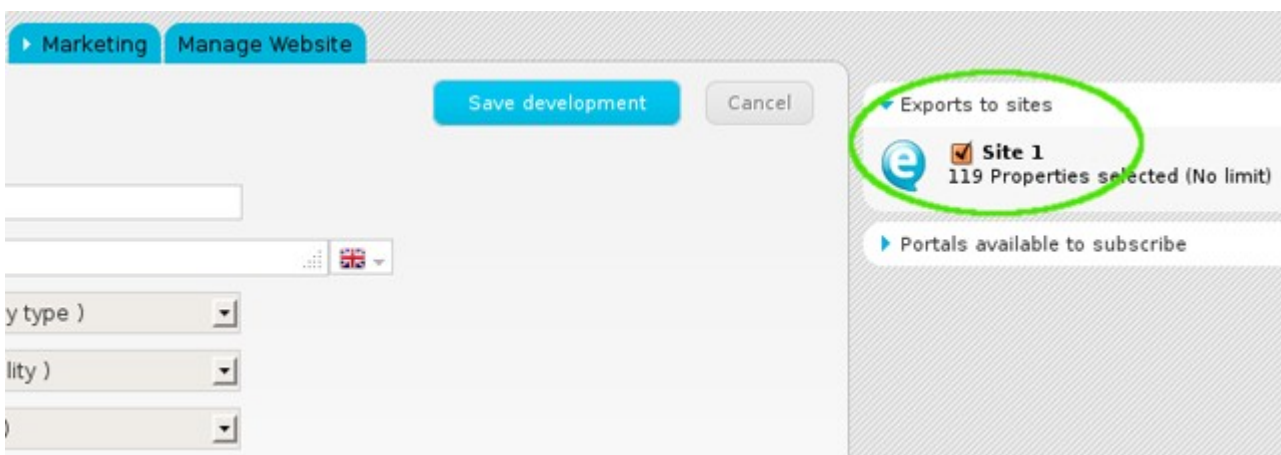 Marketing Manage Website
Save development Cancel
Exports to sites
Site 1
119 Properties selected (No limit)
Portals available to subscribe
y type )
lity )
)